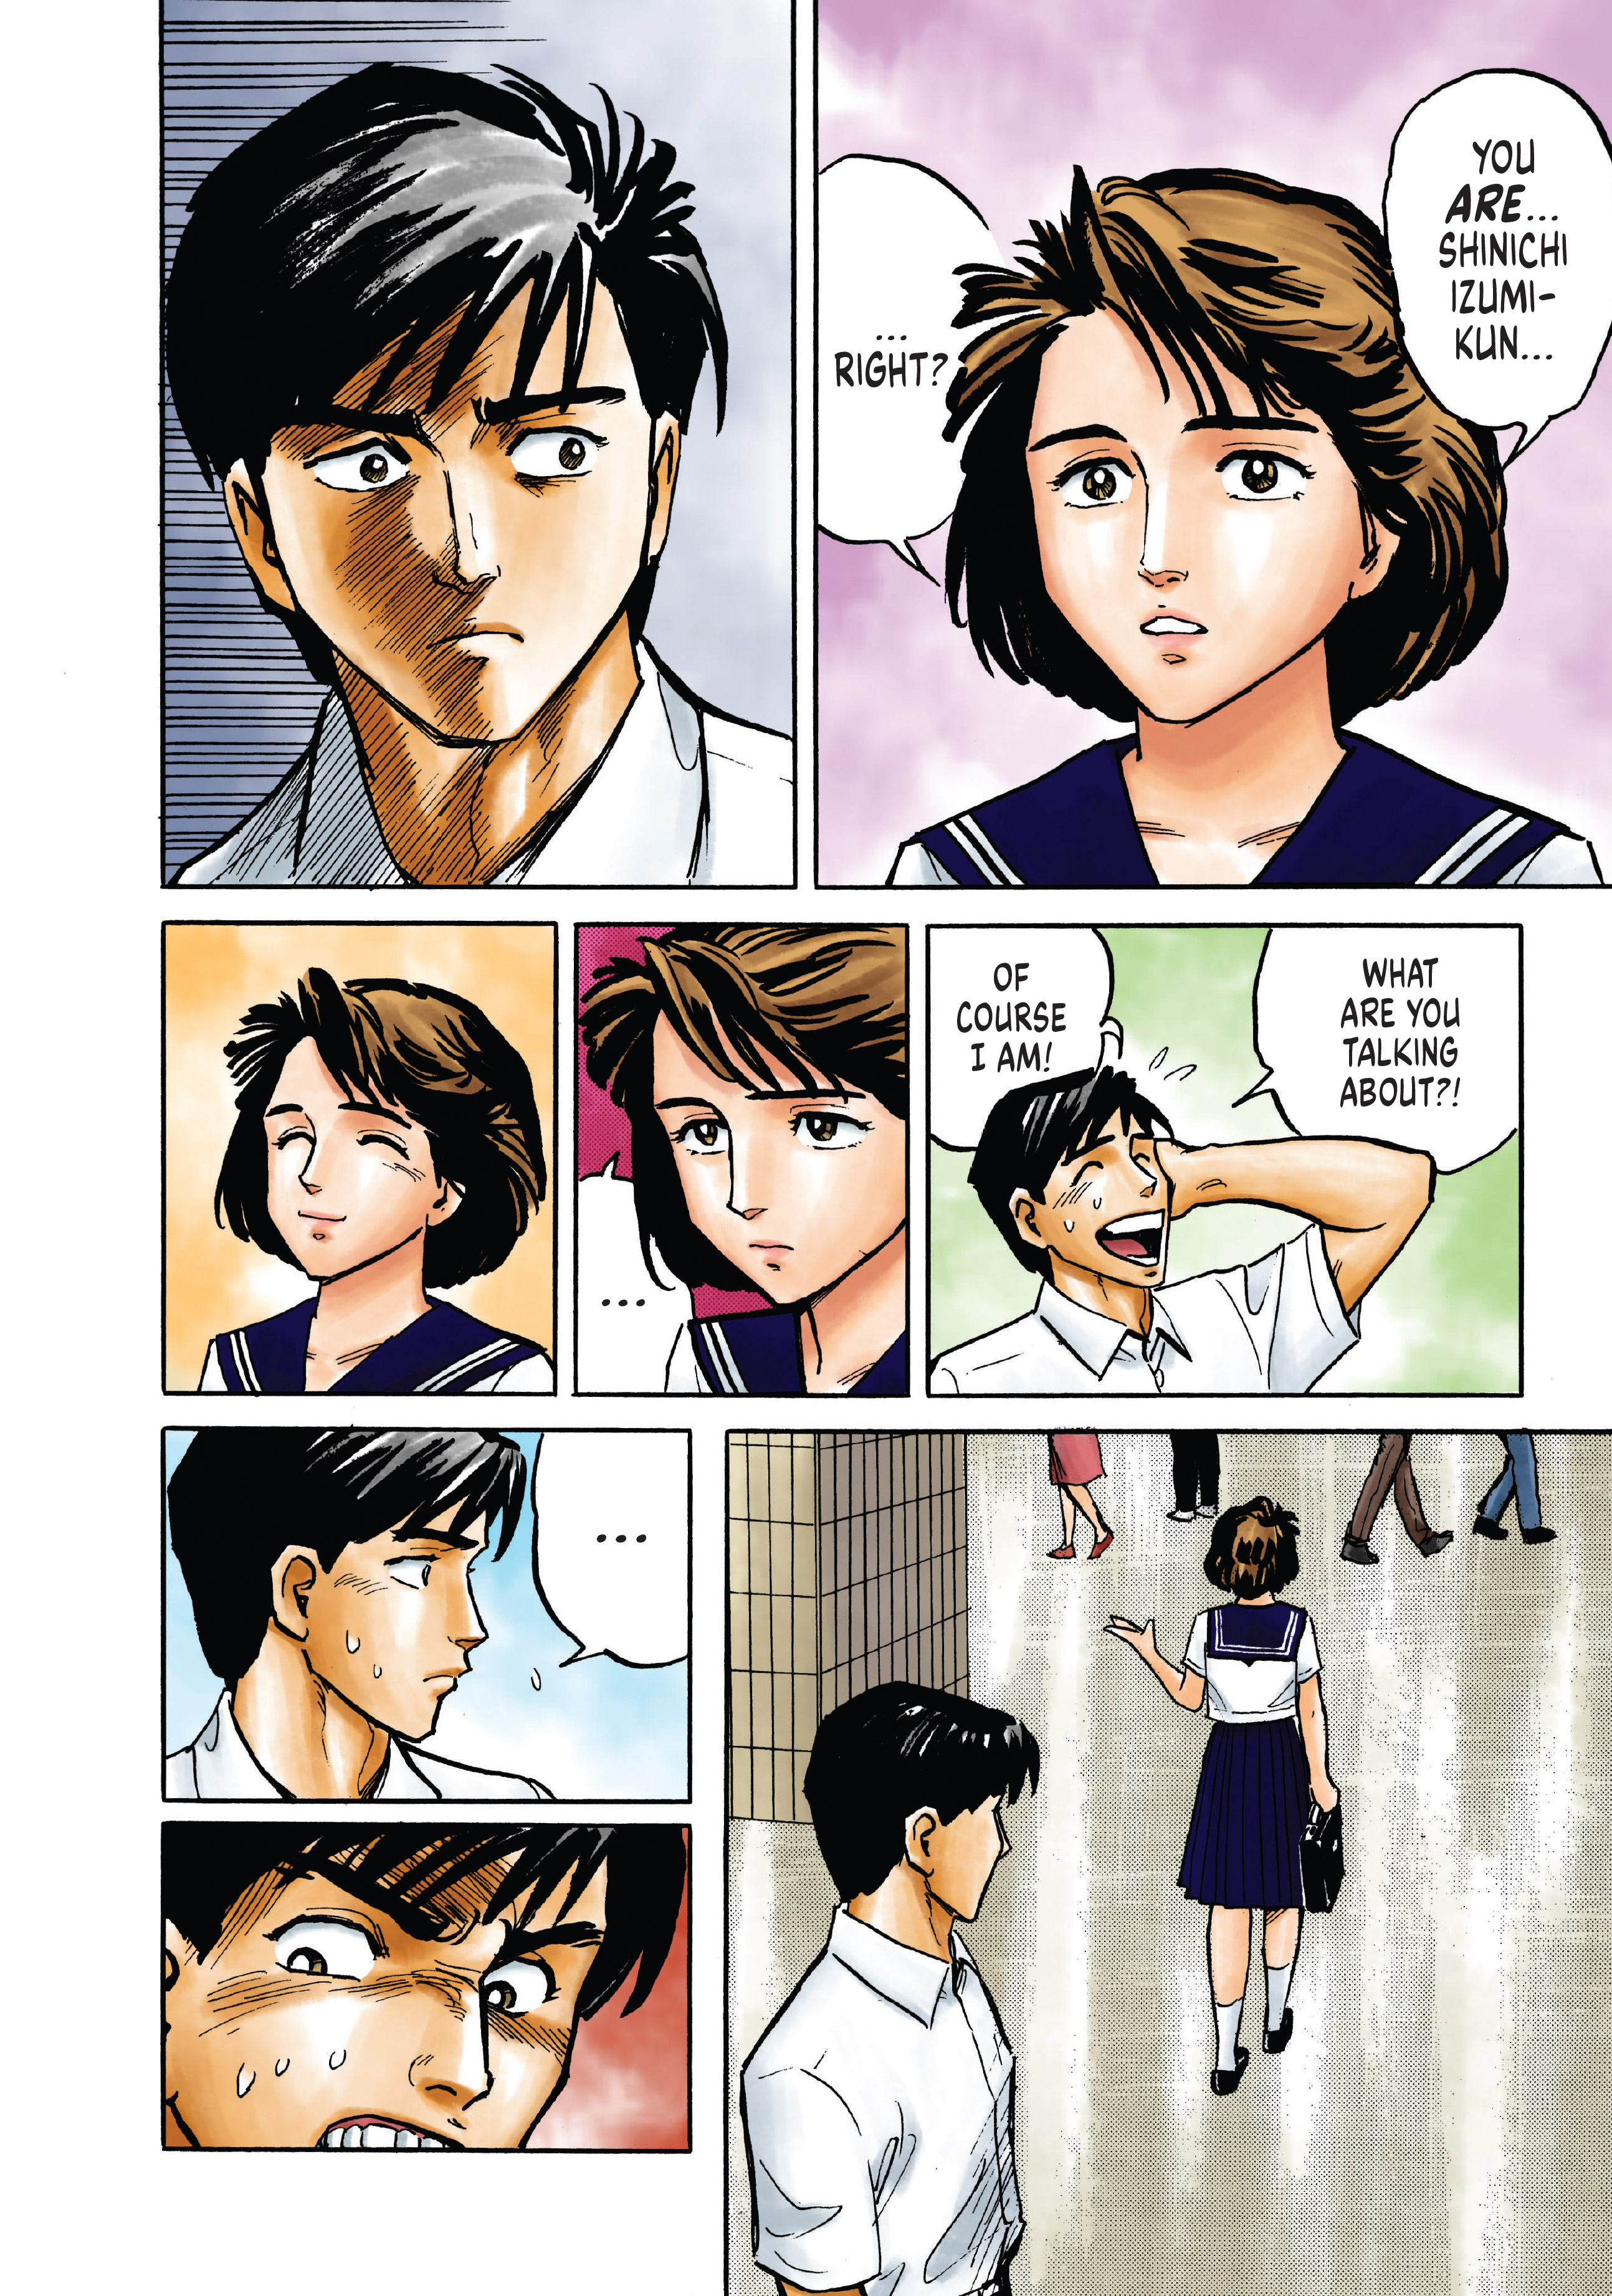 YOU
ARE...
SHINICHI
IZUMI-
KUN...
...
RIGHT?
WHAT
ARE YOU
TALKING
ABOUT?!
OF
COURSE
I AM!
...
...